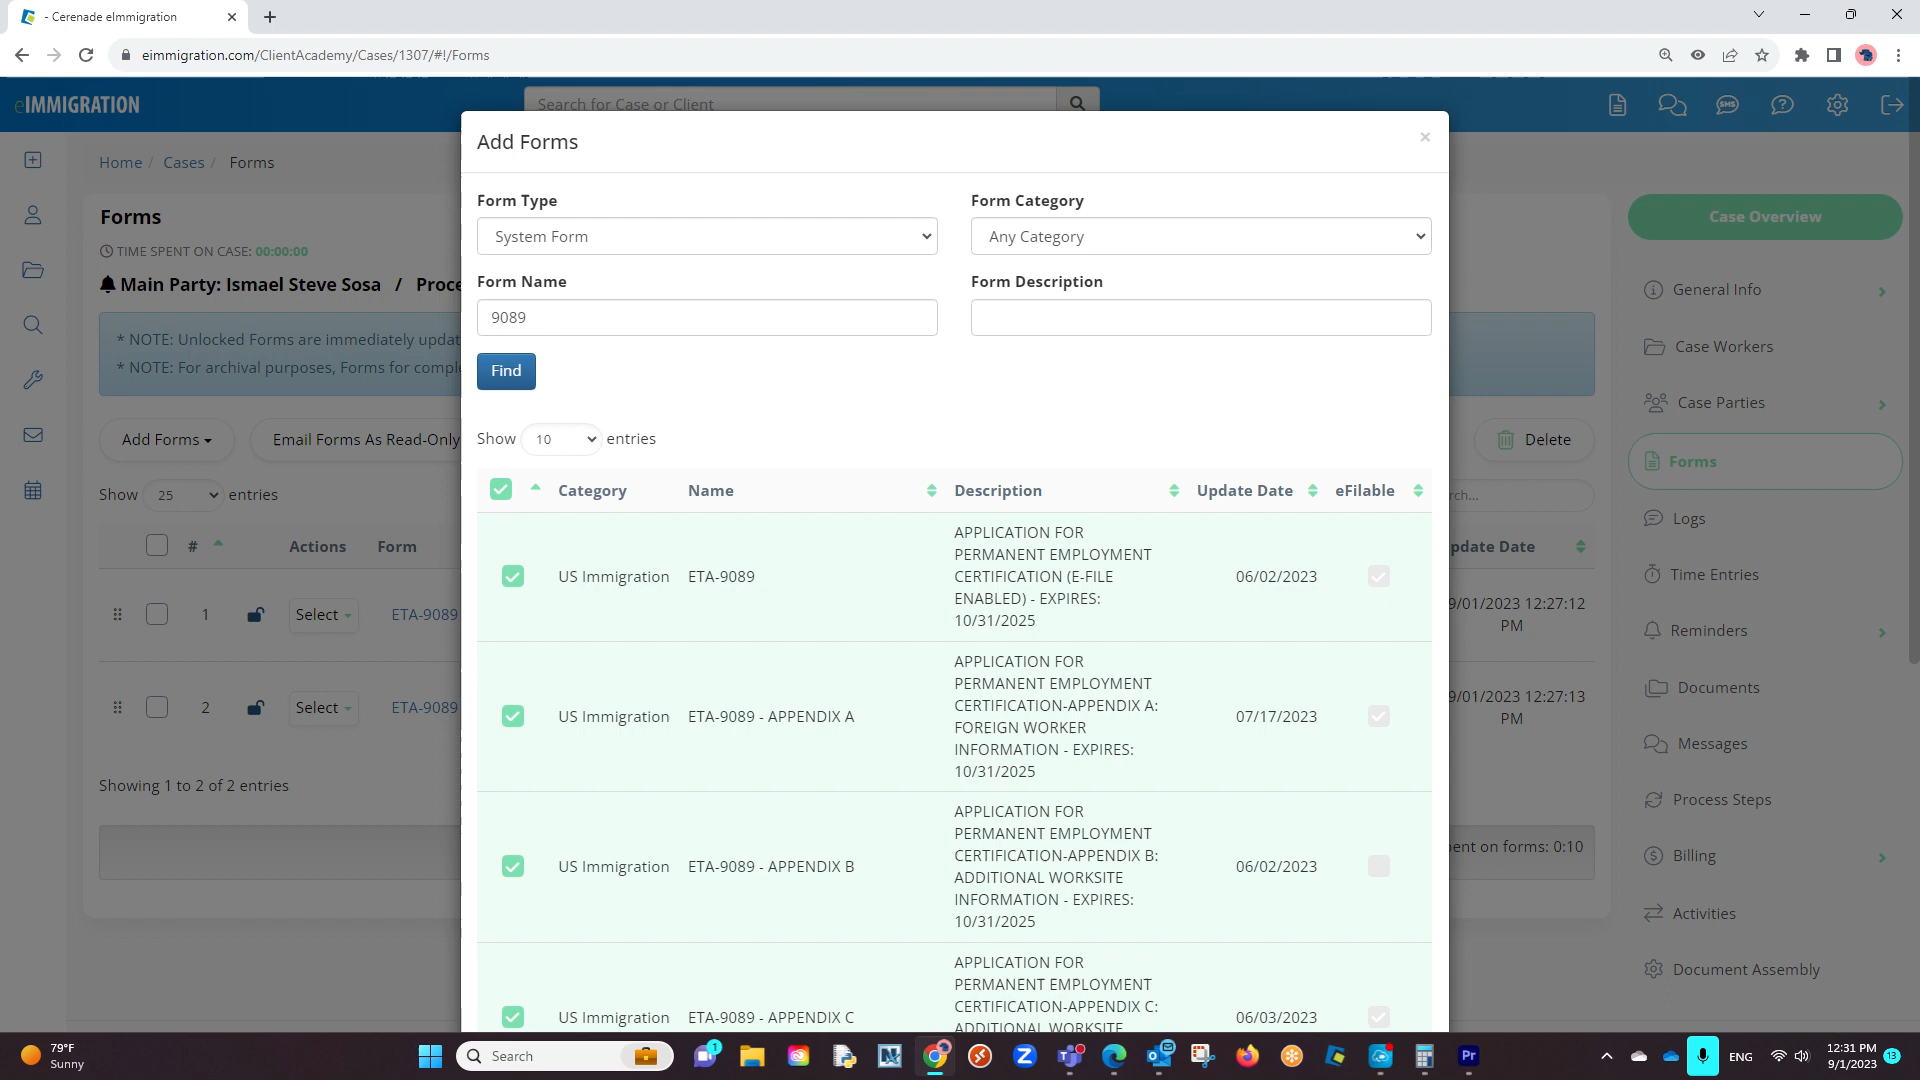 - Cerenade eImmigration
eimmigration.com/ClientAcademy/Cases/1307/#!/Forms
eIMMIGRATION
Search for Case or Client
SMS
Home / Cases / Forms
Forms
TIME SPENT ON CASE: 00:00:00
Main Party: Ismael Steve Sosa / Proce
* NOTE: Unlocked Forms are immediately updat
* NOTE: For archival purposes, Forms for comple
Add Forms
Email Forms As Read-Only
Delete
Show 25 entries
# Actions Form
pdate Date
1 Select ETA-9089
9/01/2023 12:27:12
PM
2 Select ETA-9089
9/01/2023 12:27:13
PM
Showing 1 to 2 of 2 entries
ent on forms: 0:10
Add Forms
×
Form Type
System Form
Form Category
Any Category
Form Name
9089
Form Description
Find
Show 10 entries
Category Name Description Update Date eFilable
US Immigration ETA-9089
APPLICATION FOR
PERMANENT EMPLOYMENT
CERTIFICATION (E-FILE
ENABLED) - EXPIRES:
10/31/2025
06/02/2023
US Immigration ETA-9089 - APPENDIX A
APPLICATION FOR
PERMANENT EMPLOYMENT
CERTIFICATION-APPENDIX A:
FOREIGN WORKER
INFORMATION - EXPIRES:
10/31/2025
07/17/2023
US Immigration ETA-9089 - APPENDIX B
APPLICATION FOR
PERMANENT EMPLOYMENT
CERTIFICATION-APPENDIX B:
ADDITIONAL WORKSITE
INFORMATION - EXPIRES:
10/31/2025
06/02/2023
US Immigration ETA-9089 - APPENDIX C
APPLICATION FOR
PERMANENT EMPLOYMENT
CERTIFICATION-APPENDIX C:
ADDITIONAL WORKSITE
06/03/2023
Case Overview
General Info
Case Workers
Case Parties
Forms
Logs
Time Entries
Reminders
Documents
Messages
Process Steps
Billing
Activities
Document Assembly
79°F
Sunny
Search
1
Pr
ENG
12:31 PM
9/1/2023
13